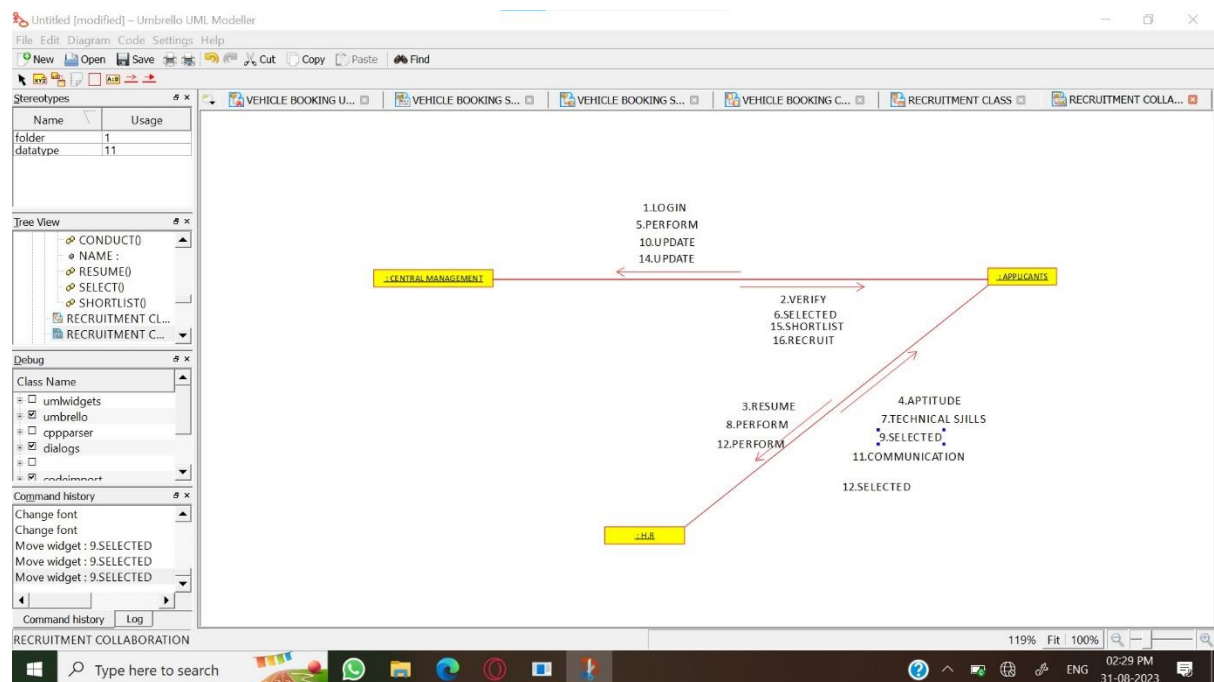 Untitled [modified] – Umbrello UML Modeller
File Edit Diagram Code Settings Help
New Open Save Cut Copy Paste Find
Stereotypes
VEHICLE BOOKING U... VEHICLE BOOKING S... VEHICLE BOOKING S... VEHICLE BOOKING C... RECRUITMENT CLASS RECRUITMENT COLLA...
Name Usage
folder 1
datatype 11
Tree View
CONDUCT()
NAME :
RESUME()
SELECT()
SHORTLIST()
RECRUITMENT CL...
RECRUITMENT C...
Debug
Class Name
umlwidgets
umbrello
cppparser
dialogs
codeimport
Command history
Change font
Change font
Move widget : 9.SELECTED
Move widget : 9.SELECTED
Move widget : 9.SELECTED
Command history Log
1.LOGIN
5.PERFORM
10.UPDATE
14.UPDATE
: CENTRAL MANAGEMENT
: APPLICANTS
2.VERIFY
6.SELECTED
15.SHORTLIST
16.RECRUIT
3.RESUME
8.PERFORM
12.PERFORM
4.APTITUDE
7.TECHNICAL SJILLS
9.SELECTED
11.COMMUNICATION
12.SELECTED
: H.R
RECRUITMENT COLLABORATION
119% Fit 100%
Type here to search
ENG
02:29 PM
31-08-2023